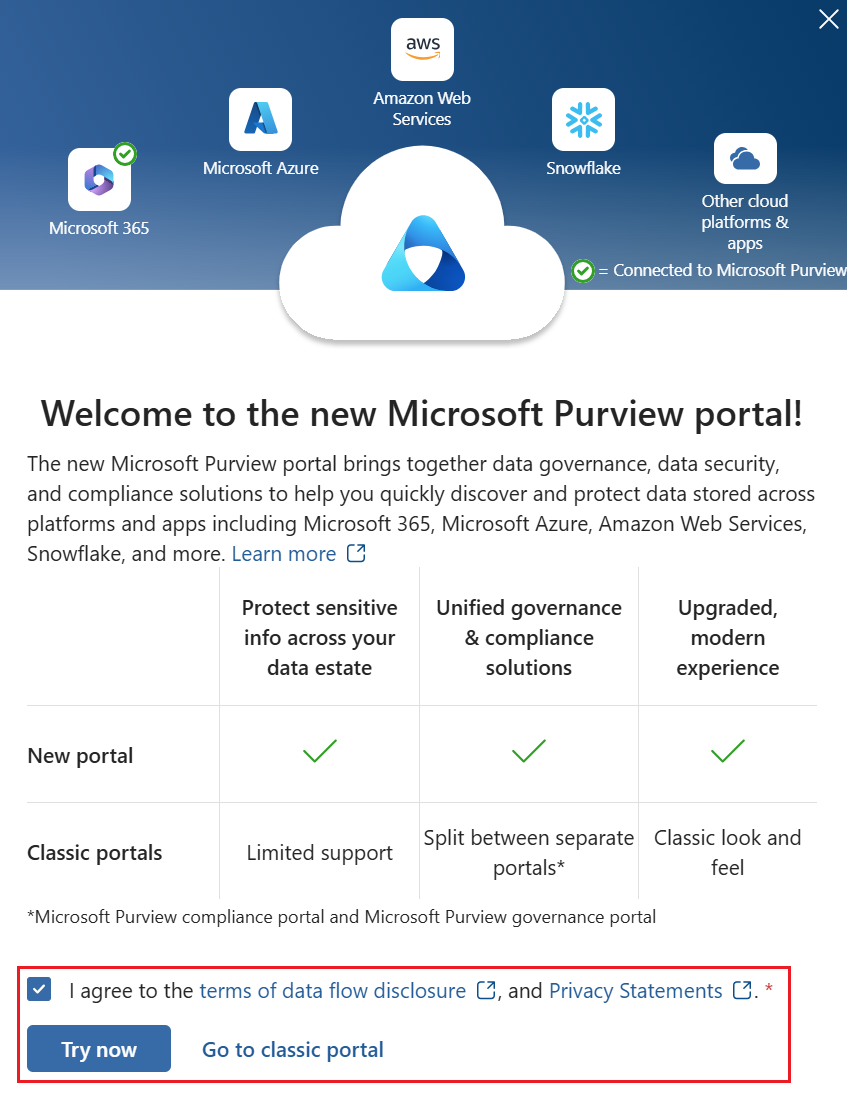 aws
Amazon Web
Services
Microsoft Azure
Snowflake
Microsoft 365
Other cloud
platforms &
apps
= Connected to Microsoft Purview
Welcome to the new Microsoft Purview portal!
The new Microsoft Purview portal brings together data governance, data security,
and compliance solutions to help you quickly discover and protect data stored across
platforms and apps including Microsoft 365, Microsoft Azure, Amazon Web Services,
Snowflake, and more. Learn more
Protect sensitive
info across your
data estate
Unified governance
& compliance
solutions
Upgraded,
modern
experience
New portal
Classic portals
Limited support
Split between separate
portals*
Classic look and
feel
*Microsoft Purview compliance portal and Microsoft Purview governance portal
I agree to the terms of data flow disclosure , and Privacy Statements . *
Try now
Go to classic portal